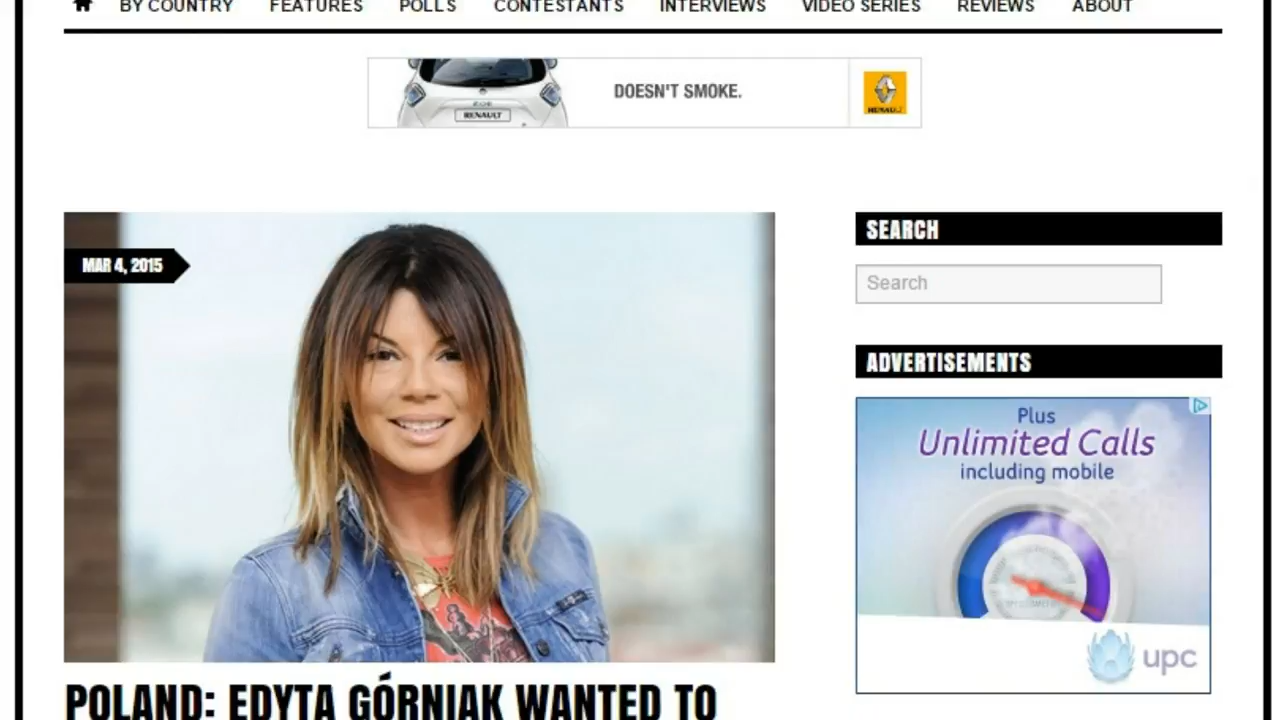 BY COUNTRY FEATURES POLLS CONTESTANTS INTERVIEWS VIDEO SERIES REVIEWS ABOUT
DOESN'T SMOKE.
RENAULT
RENAULT
MAR 4, 2015
SEARCH
Search
ADVERTISEMENTS
Plus
Unlimited Calls
including mobile
upc
POLAND: EDYTA GÓRNIAK WANTED TO